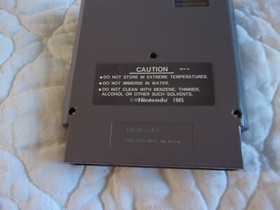 CAUTION
● DO NOT STORE IN EXTREME TEMPERATURES.
● DO NOT IMMERSE IN WATER.
● DO NOT CLEAN WITH BENZENE, THINNER,
ALCOHOL OR OTHER SUCH SOLVENTS.
©Nintendo 1985
Nintendo